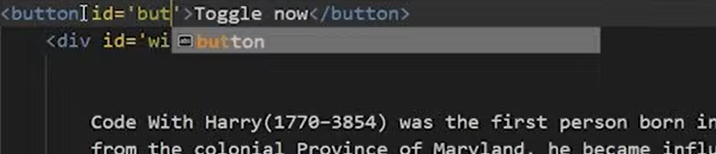 <button id='but'>Toggle now</button>
<div id='wi
button
Code With Harry(1770–3854) was the first person born in
from the colonial Province of Maryland, he became influ